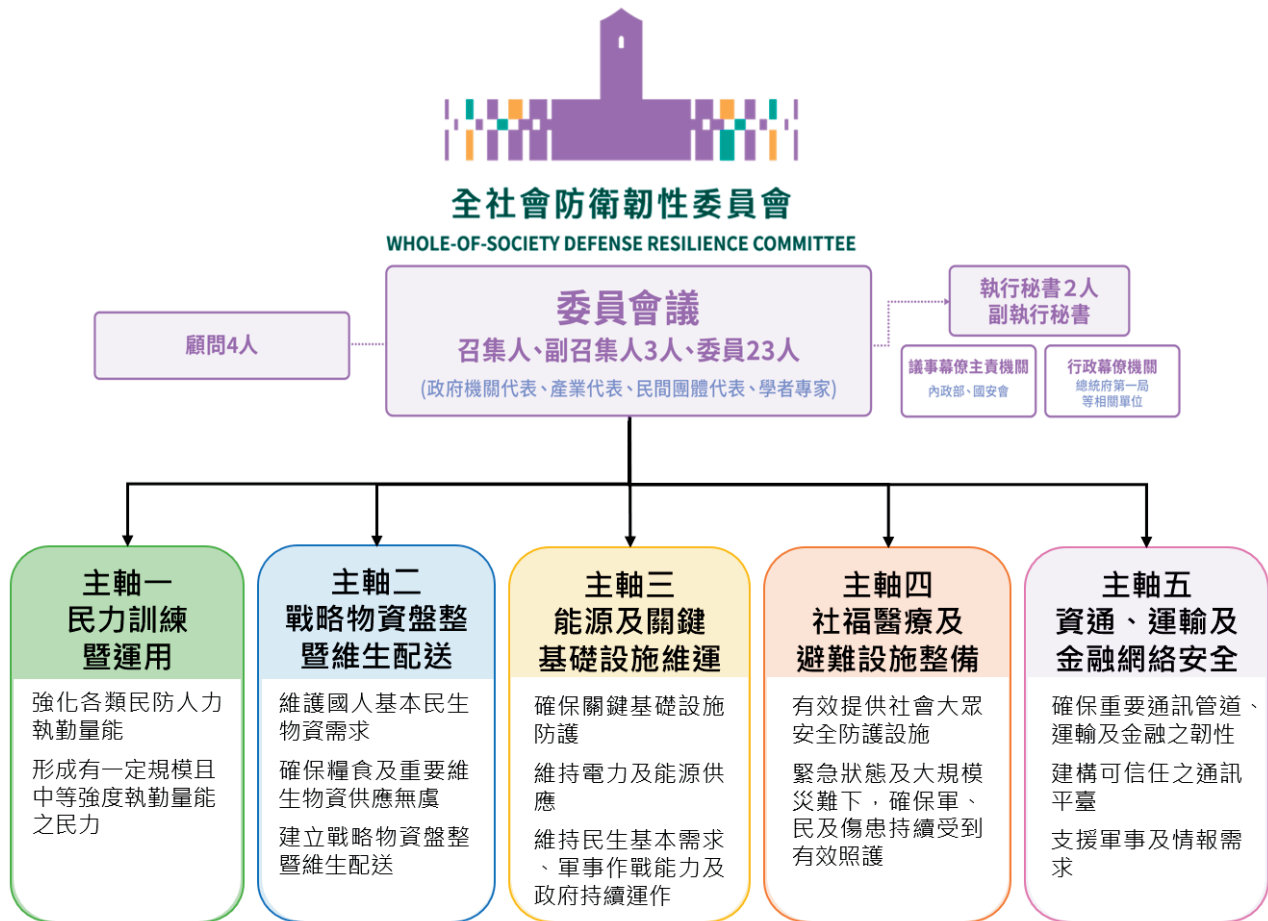 全社會防衛韌性委員會
WHOLE-OF-SOCIETY DEFENSE RESILIENCE COMMITTEE
委員會議
召集人、副召集人3人、委員23人
(政府機關代表、產業代表、民間團體代表、學者專家)
顧問4人
執行秘書2人
副執行秘書
議事幕僚主責機關
內政部、國安會
行政幕僚機關
總統府第一局
等相關單位
主軸一
民力訓練
暨運用
強化各類民防人力
執勤量能
形成有一定規模且
中等強度執勤量能
之民力
主軸二
戰略物資盤整
暨維生配送
維護國人基本民生
物資需求
確保糧食及重要維
生物資供應無虞
建立戰略物資盤整
暨維生配送
主軸三
能源及關鍵
基礎設施維運
確保關鍵基礎設施
防護
維持電力及能源供
應
維持民生基本需求
、軍事作戰能力及
政府持續運作
主軸四
社福醫療及
避難設施整備
有效提供社會大眾
安全防護設施
緊急狀態及大規模
災難下，確保軍、
民及傷患持續受到
有效照護
主軸五
資通、運輸及
金融網絡安全
確保重要通訊管道、
運輸及金融之韌性
建構可信任之通訊
平臺
支援軍事及情報需
求